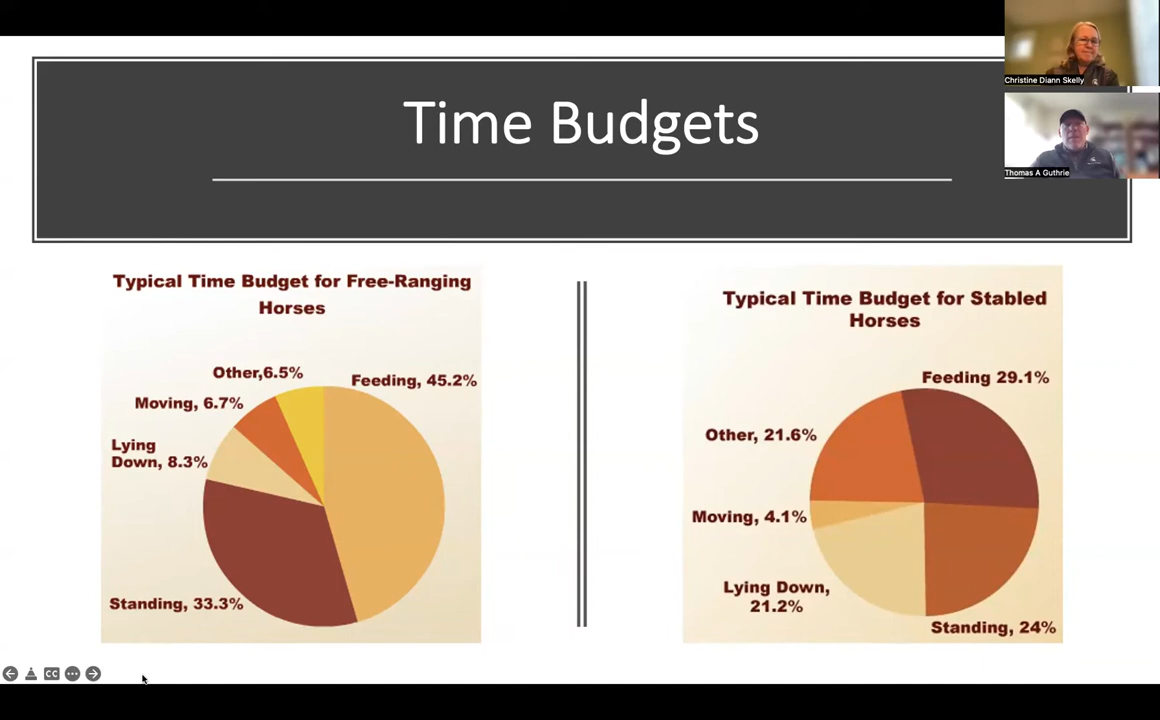 Time Budgets
Christine Diann Skelly
Thomas A Guthrie
Typical Time Budget for Free-Ranging
Horses
Other,6.5%
Feeding, 45.2%
Moving, 6.7%
Lying
Down, 8.3%
Standing, 33.3%
Typical Time Budget for Stabled
Horses
Feeding 29.1%
Other, 21.6%
Moving, 4.1%
Lying Down,
21.2%
Standing, 24%
CC